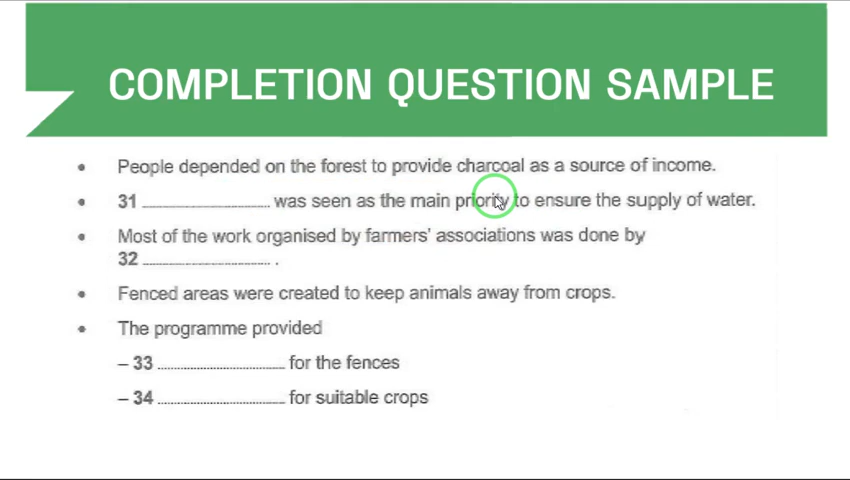 COMPLETION QUESTION SAMPLE
• People depended on the forest to provide charcoal as a source of income.
• 31 ........................ was seen as the main priority to ensure the supply of water.
• Most of the work organised by farmers' associations was done by
32 ........................ .
• Fenced areas were created to keep animals away from crops.
• The programme provided
– 33 ........................ for the fences
– 34 ........................ for suitable crops